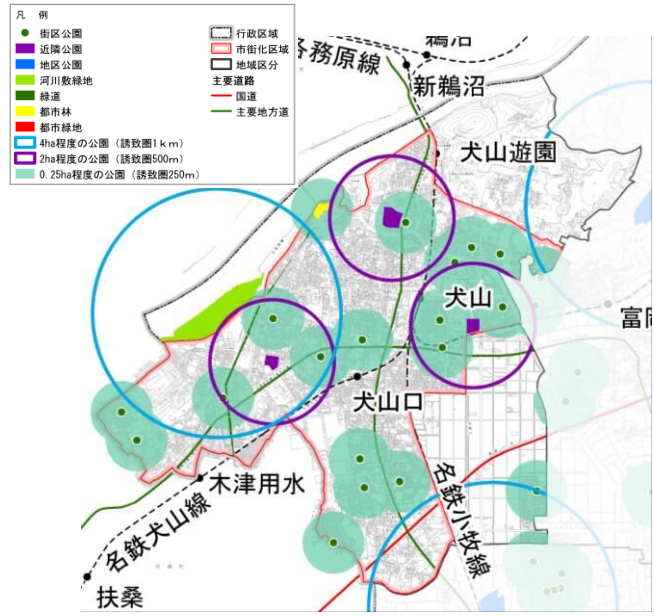 凡 例
街区公園
近隣公園
地区公園
河川敷緑地
緑道
都市林
都市緑地
4ha程度の公園（誘致圏1ｋｍ）
2ha程度の公園（誘致圏500m）
0.25ha程度の公園（誘致圏250m）
行政区域
市街化区域
地域区分
主要道路
国道
主要地方道
各務原線
鵜沼
新鵜沼
犬山遊園
犬山
富岡
犬山口
木津用水
名鉄犬山線
名鉄小牧線
扶桑